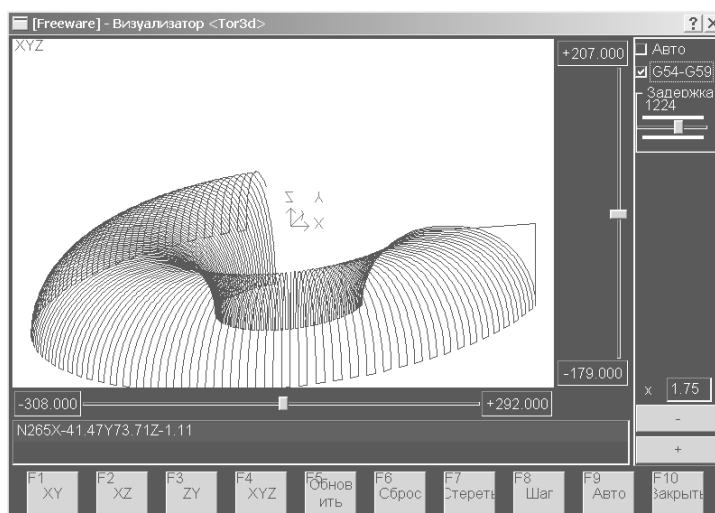 [Freeware] - Визуализатор <Tor3d>
XYZ
+207.000
Авто
G54-G59
Задержка
1224
Z Y
X
-179.000
x 1.75
-308.000 +292.000
-
N265X-41.47Y73.71Z-1.11
+
F1 F2 F3 F4 F5 F6 F7 F8 F9 F10
XY XZ ZY XYZ Обнов ить Сброс Стереть Шаг Авто Закрыть